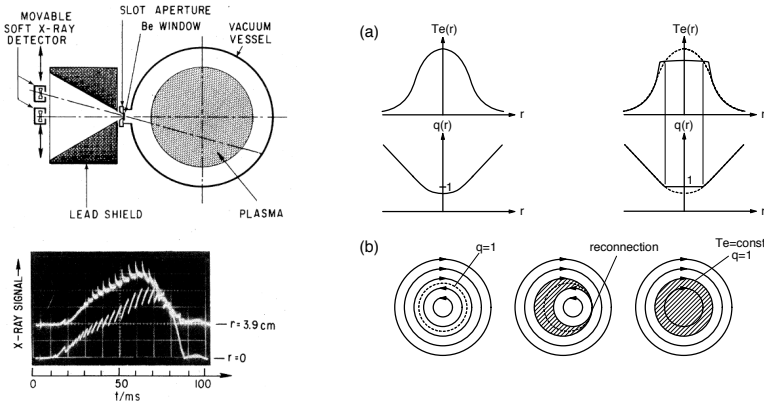 MOVABLE
SOFT X-RAY
DETECTOR
SLOT APERTURE
Be WINDOW
VACUUM
VESSEL
LEAD SHIELD
PLASMA
X-RAY SIGNAL
r = 3.9 cm
r = 0
0 50 100
t/ms
(a)
Te(r)
r
q(r)
1
r
Te(r)
r
q(r)
1
r
(b)
q=1
reconnection
Te=const
q=1